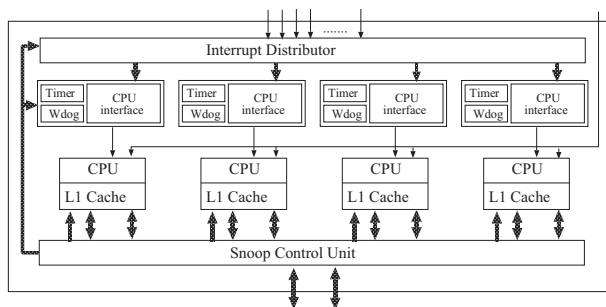 .......
Interrupt Distributor
Timer
Wdog
CPU
interface
Timer
Wdog
CPU
interface
Timer
Wdog
CPU
interface
Timer
Wdog
CPU
interface
CPU
L1 Cache
CPU
L1 Cache
CPU
L1 Cache
CPU
L1 Cache
Snoop Control Unit